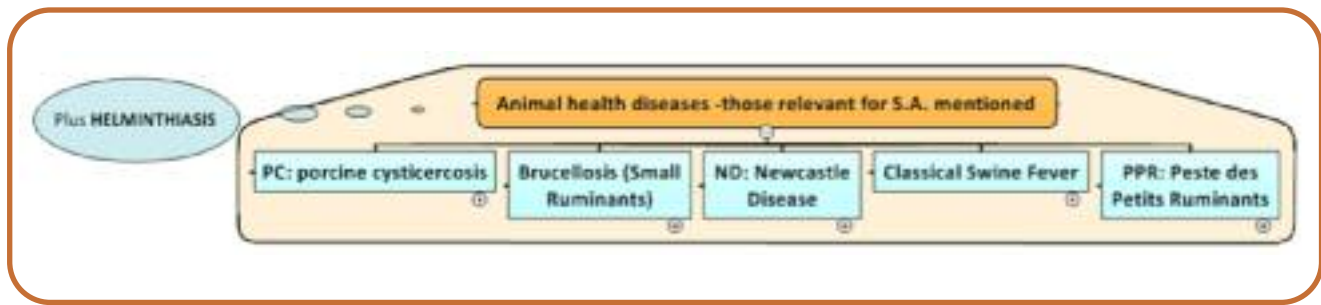 Animal health diseases -those relevant for S.A. mentioned
Plus HELMINTHIASIS
PC: porcine cysticercosis
Brucellosis (Small
Ruminants)
ND: Newcastle
Disease
Classical Swine Fever
PPR: Peste des
Petits Ruminants